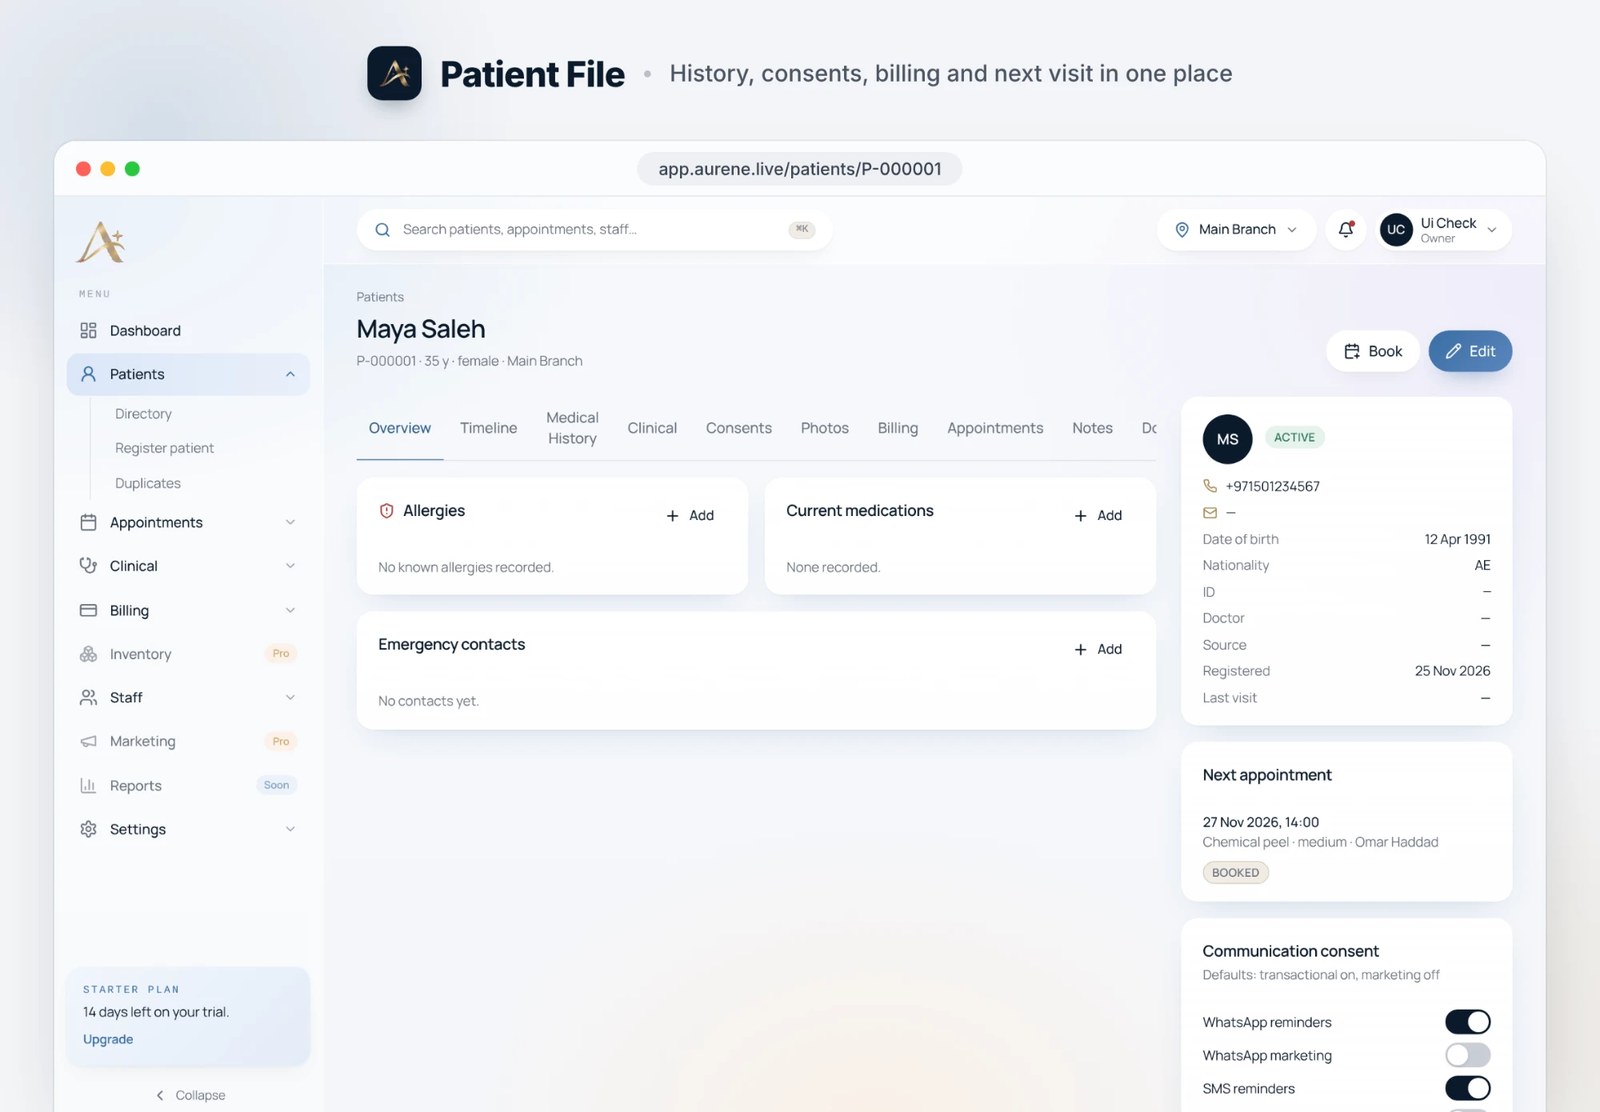 Patient File • History, consents, billing and next visit in one place
app.aurene.live/patients/P-000001
MENU
Dashboard
Patients
Directory
Register patient
Duplicates
Appointments
Clinical
Billing
Inventory Pro
Staff
Marketing Pro
Reports Soon
Settings
STARTER PLAN
14 days left on your trial.
Upgrade
Collapse
Search patients, appointments, staff... ⌘K
Main Branch
UC Ui Check
Owner
Patients
Maya Saleh
P-000001 · 35 y · female · Main Branch
Book
Edit
Overview Timeline Medical History Clinical Consents Photos Billing Appointments Notes Do
Allergies
+ Add
No known allergies recorded.
Current medications
+ Add
None recorded.
Emergency contacts
+ Add
No contacts yet.
MS ACTIVE
+971501234567
—
Date of birth 12 Apr 1991
Nationality AE
ID —
Doctor —
Source —
Registered 25 Nov 2026
Last visit —
Next appointment
27 Nov 2026, 14:00
Chemical peel · medium · Omar Haddad
BOOKED
Communication consent
Defaults: transactional on, marketing off
WhatsApp reminders
WhatsApp marketing
SMS reminders